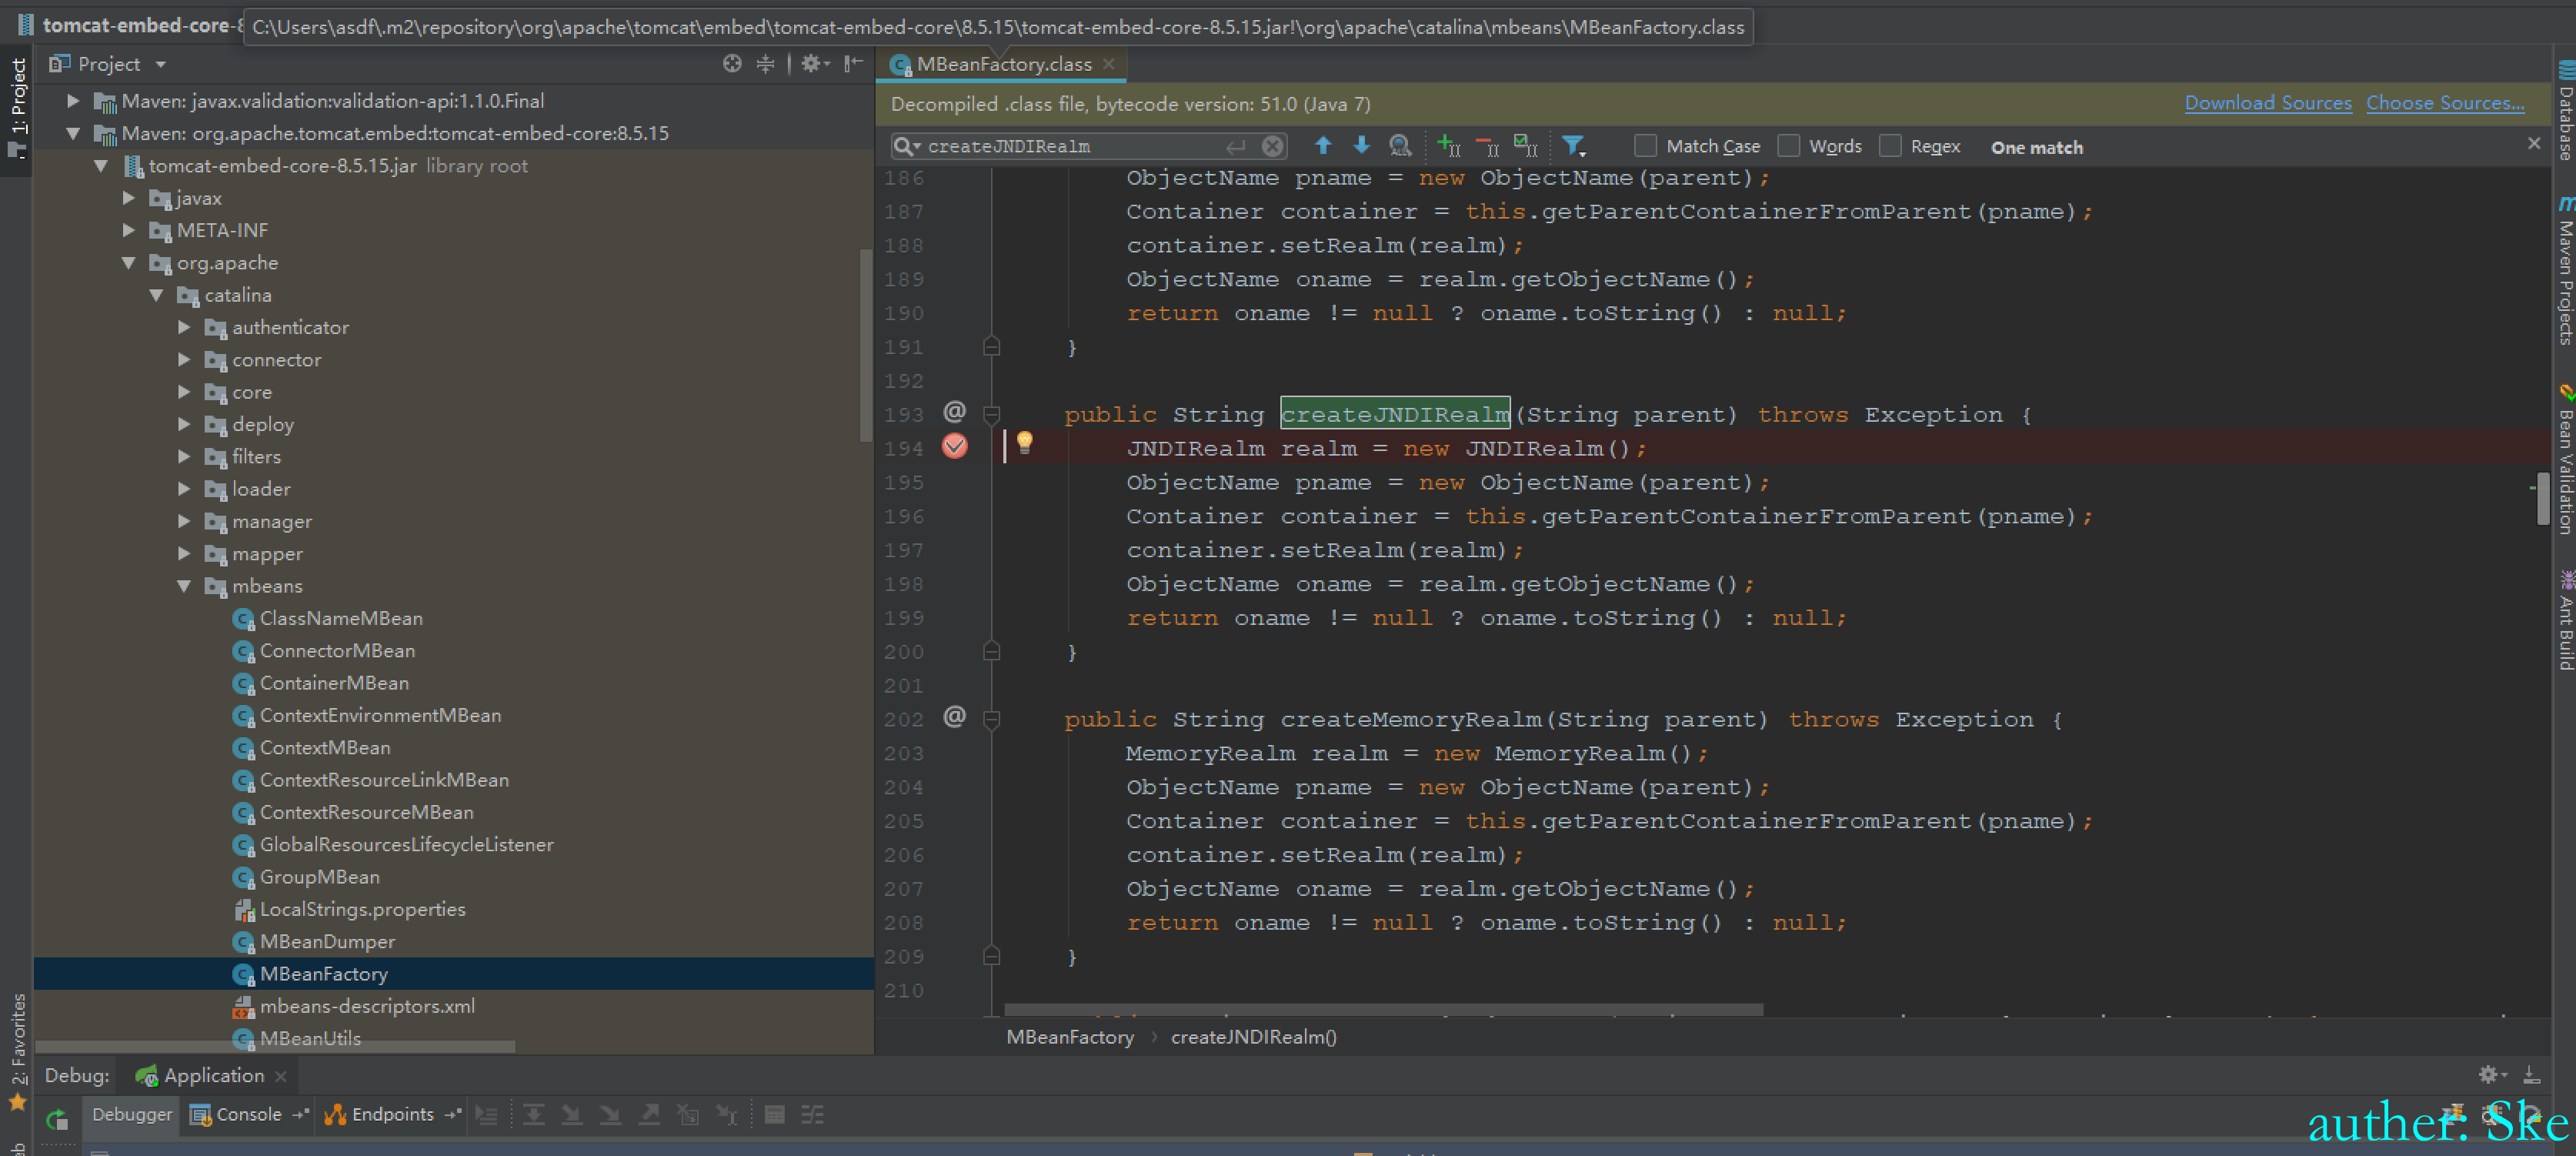 tomcat-embed-core-8
C:\Users\asdf\.m2\repository\org\apache\tomcat\embed\tomcat-embed-core\8.5.15\tomcat-embed-core-8.5.15.jar!\org\apache\catalina\mbeans\MBeanFactory.class
1: Project
2: Favorites
Project
Maven: javax.validation:validation-api:1.1.0.Final
Maven: org.apache.tomcat.embed:tomcat-embed-core:8.5.15
tomcat-embed-core-8.5.15.jar library root
javax
META-INF
org.apache
catalina
authenticator
connector
core
deploy
filters
loader
manager
mapper
mbeans
ClassNameMBean
ConnectorMBean
ContainerMBean
ContextEnvironmentMBean
ContextMBean
ContextResourceLinkMBean
ContextResourceMBean
GlobalResourcesLifecycleListener
GroupMBean
LocalStrings.properties
MBeanDumper
MBeanFactory
mbeans-descriptors.xml
MBeanUtils
MBeanFactory.class
Decompiled .class file, bytecode version: 51.0 (Java 7)
Download Sources Choose Sources...
createJNDIRealm
Match Case Words Regex One match
186 ObjectName pname = new ObjectName(parent);
187 Container container = this.getParentContainerFromParent(pname);
188 container.setRealm(realm);
189 ObjectName oname = realm.getObjectName();
190 return oname != null ? oname.toString() : null;
191 }
192
193 @ public String createJNDIRealm(String parent) throws Exception {
194 JNDIRealm realm = new JNDIRealm();
195 ObjectName pname = new ObjectName(parent);
196 Container container = this.getParentContainerFromParent(pname);
197 container.setRealm(realm);
198 ObjectName oname = realm.getObjectName();
199 return oname != null ? oname.toString() : null;
200 }
201
202 @ public String createMemoryRealm(String parent) throws Exception {
203 MemoryRealm realm = new MemoryRealm();
204 ObjectName pname = new ObjectName(parent);
205 Container container = this.getParentContainerFromParent(pname);
206 container.setRealm(realm);
207 ObjectName oname = realm.getObjectName();
208 return oname != null ? oname.toString() : null;
209 }
210
MBeanFactory › createJNDIRealm()
Database
Maven Projects
Bean Validation
Ant Build
Debug: Application
Debugger Console Endpoints
auther: Ske